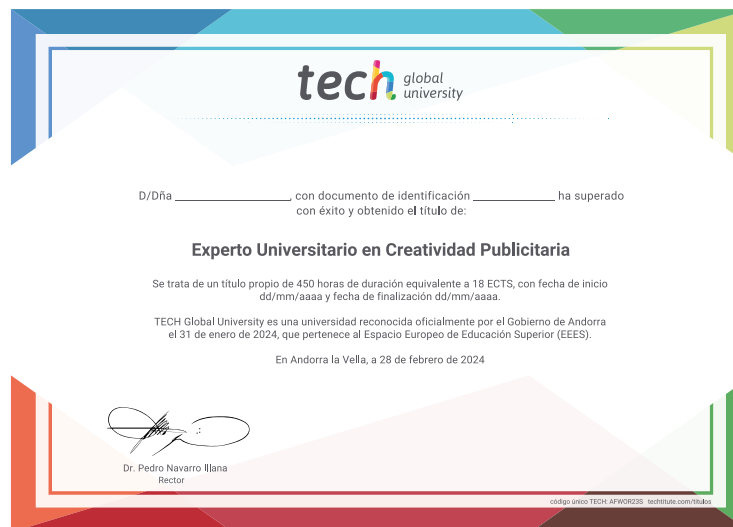 tech global university
D/Dña ____________________, con documento de identificación ______________ ha superado
con éxito y obtenido el título de:
Experto Universitario en Creatividad Publicitaria
Se trata de un título propio de 450 horas de duración equivalente a 18 ECTS, con fecha de inicio
dd/mm/aaaa y fecha de finalización dd/mm/aaaa.
TECH Global University es una universidad reconocida oficialmente por el Gobierno de Andorra
el 31 de enero de 2024, que pertenece al Espacio Europeo de Educación Superior (EEES).
En Andorra la Vella, a 28 de febrero de 2024
Dr. Pedro Navarro Illana
Rector
código único TECH: AFWOR23S techtitute.com/titulos